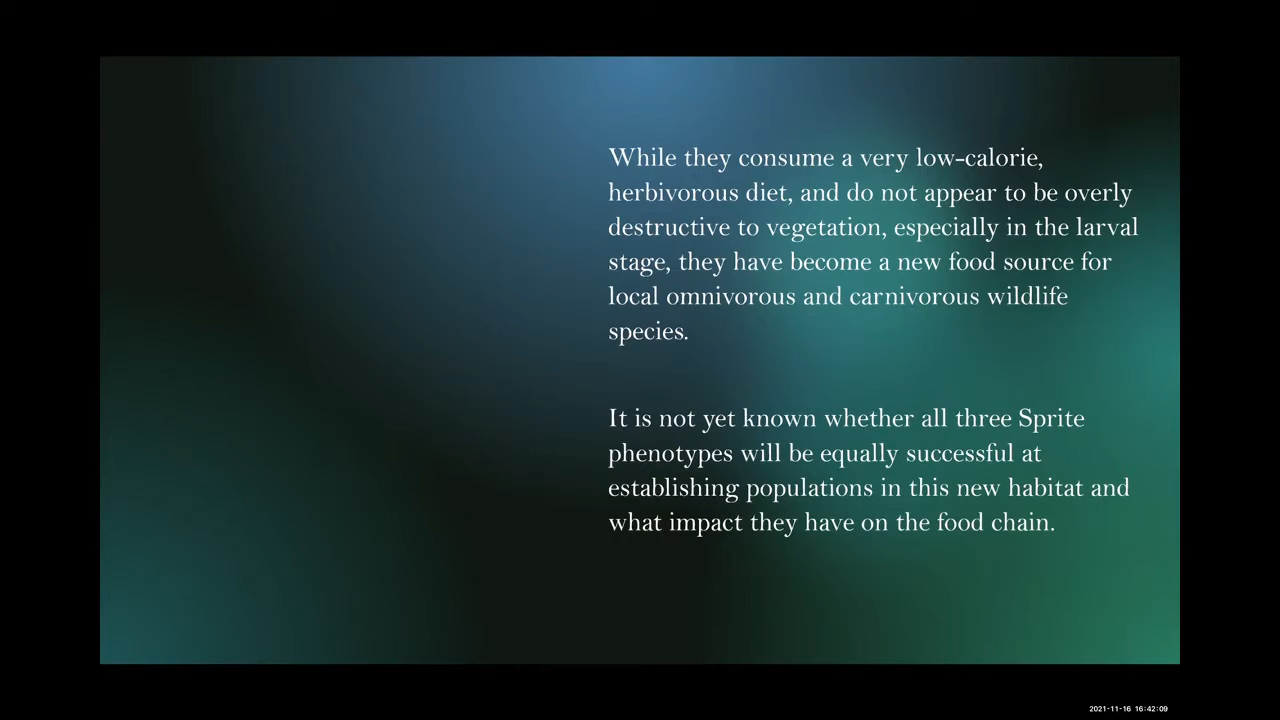 While they consume a very low-calorie,
herbivorous diet, and do not appear to be overly
destructive to vegetation, especially in the larval
stage, they have become a new food source for
local omnivorous and carnivorous wildlife
species.
It is not yet known whether all three Sprite
phenotypes will be equally successful at
establishing populations in this new habitat and
what impact they have on the food chain.
2021-11-16 16:42:09